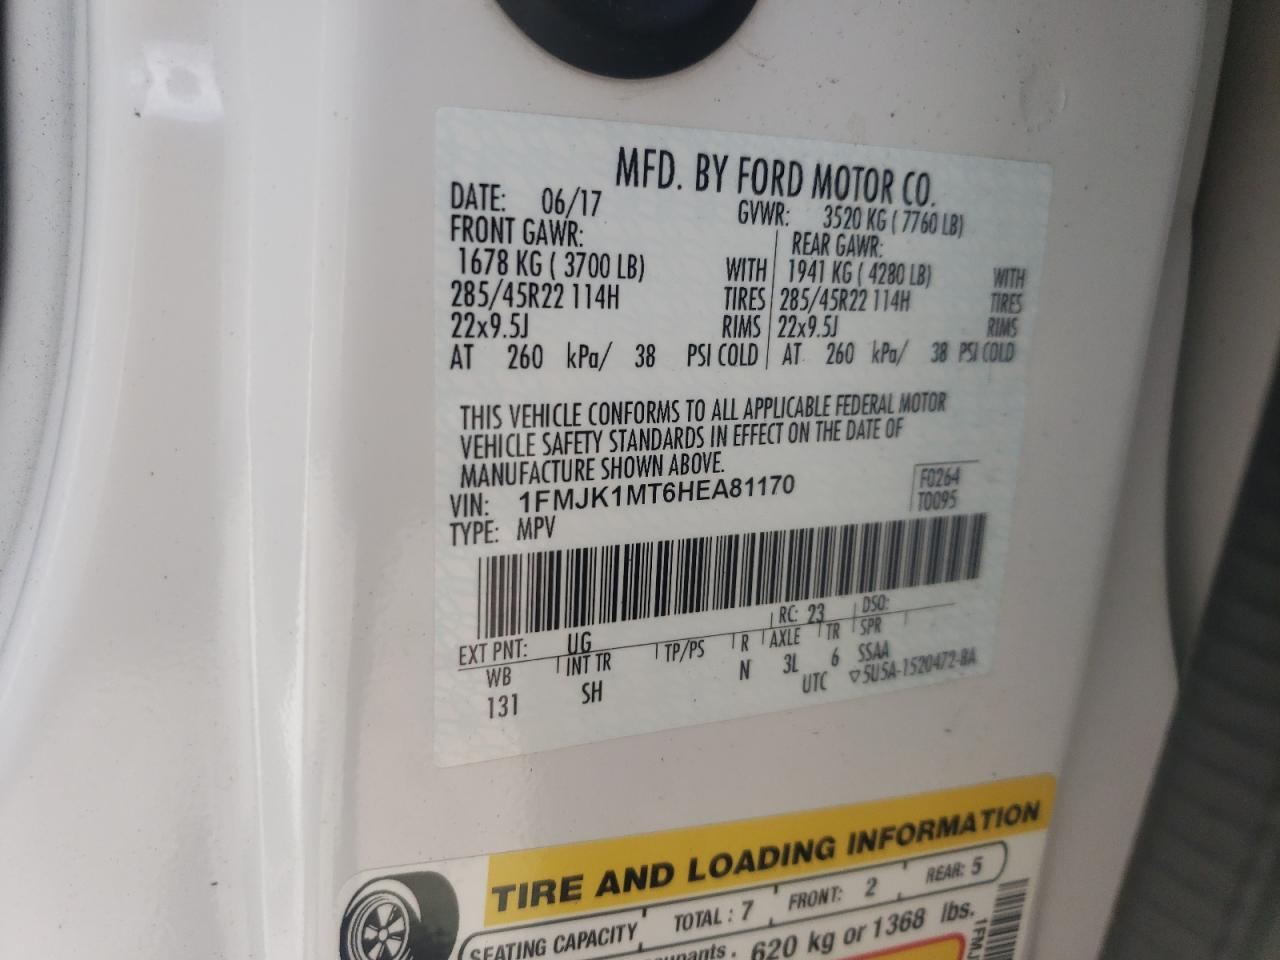 MFD. BY FORD MOTOR CO.
DATE: 06/17 GVWR: 3520 KG ( 7760 LB)
FRONT GAWR: REAR GAWR:
1678 KG ( 3700 LB) WITH 1941 KG ( 4280 LB) WITH
285/45R22 114H TIRES 285/45R22 114H TIRES
22x9.5J RIMS 22x9.5J RIMS
AT 260 kPa/ 38 PSI COLD AT 260 kPa/ 38 PSI COLD
THIS VEHICLE CONFORMS TO ALL APPLICABLE FEDERAL MOTOR
VEHICLE SAFETY STANDARDS IN EFFECT ON THE DATE OF
MANUFACTURE SHOWN ABOVE.
VIN: 1FMJK1MT6HEA81170 F0264
TYPE: MPV T0095
EXT PNT: UG RC: 23 DSO:
WB INT TR TP/PS R AXLE TR SPR
131 SH N 3L 6 SSAA
UTC ▽5U5A-1520472-BA
TIRE AND LOADING INFORMATION
SEATING CAPACITY TOTAL : 7 FRONT: 2 REAR: 5
620 kg or 1368 lbs.
1FMJ